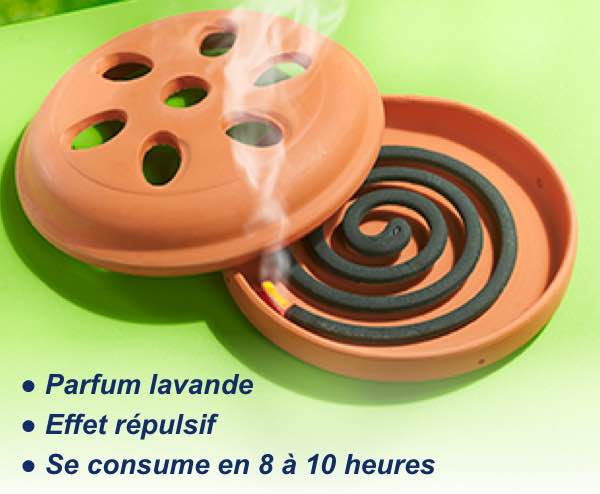 ● Parfum lavande
● Effet répulsif
● Se consume en 8 à 10 heures